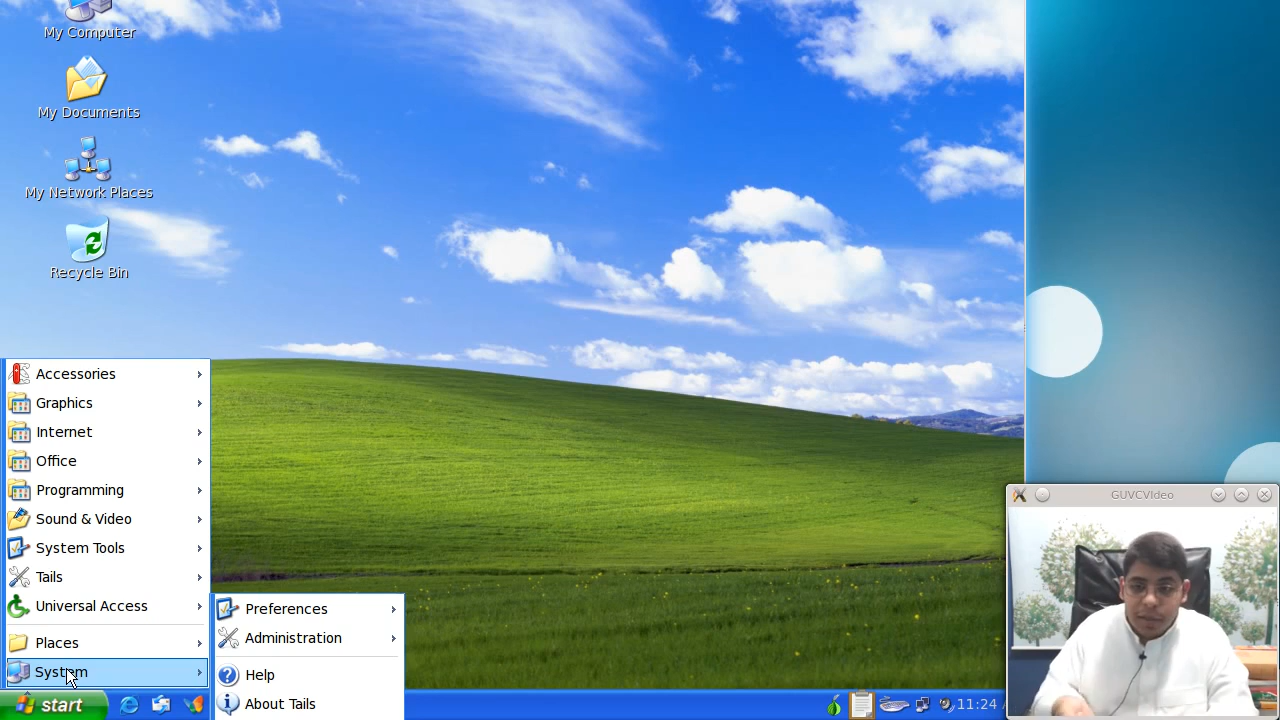 My Computer
My Documents
My Network Places
Recycle Bin
Accessories
Graphics
Internet
Office
Programming
Sound & Video
System Tools
Tails
Universal Access
Places
System
Preferences
Administration
Help
About Tails
start
11:24
GUVCVIdeo